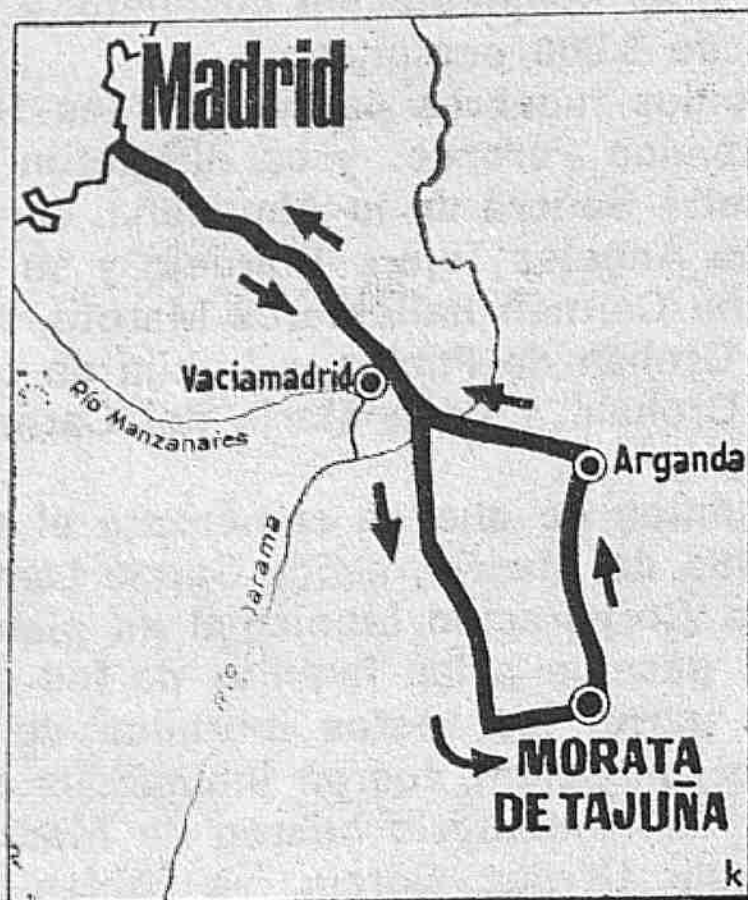 Madrid
Vaciamadrid
Río Manzanares
Arganda
Río Jarama
MORATA
DE TAJUÑA
k